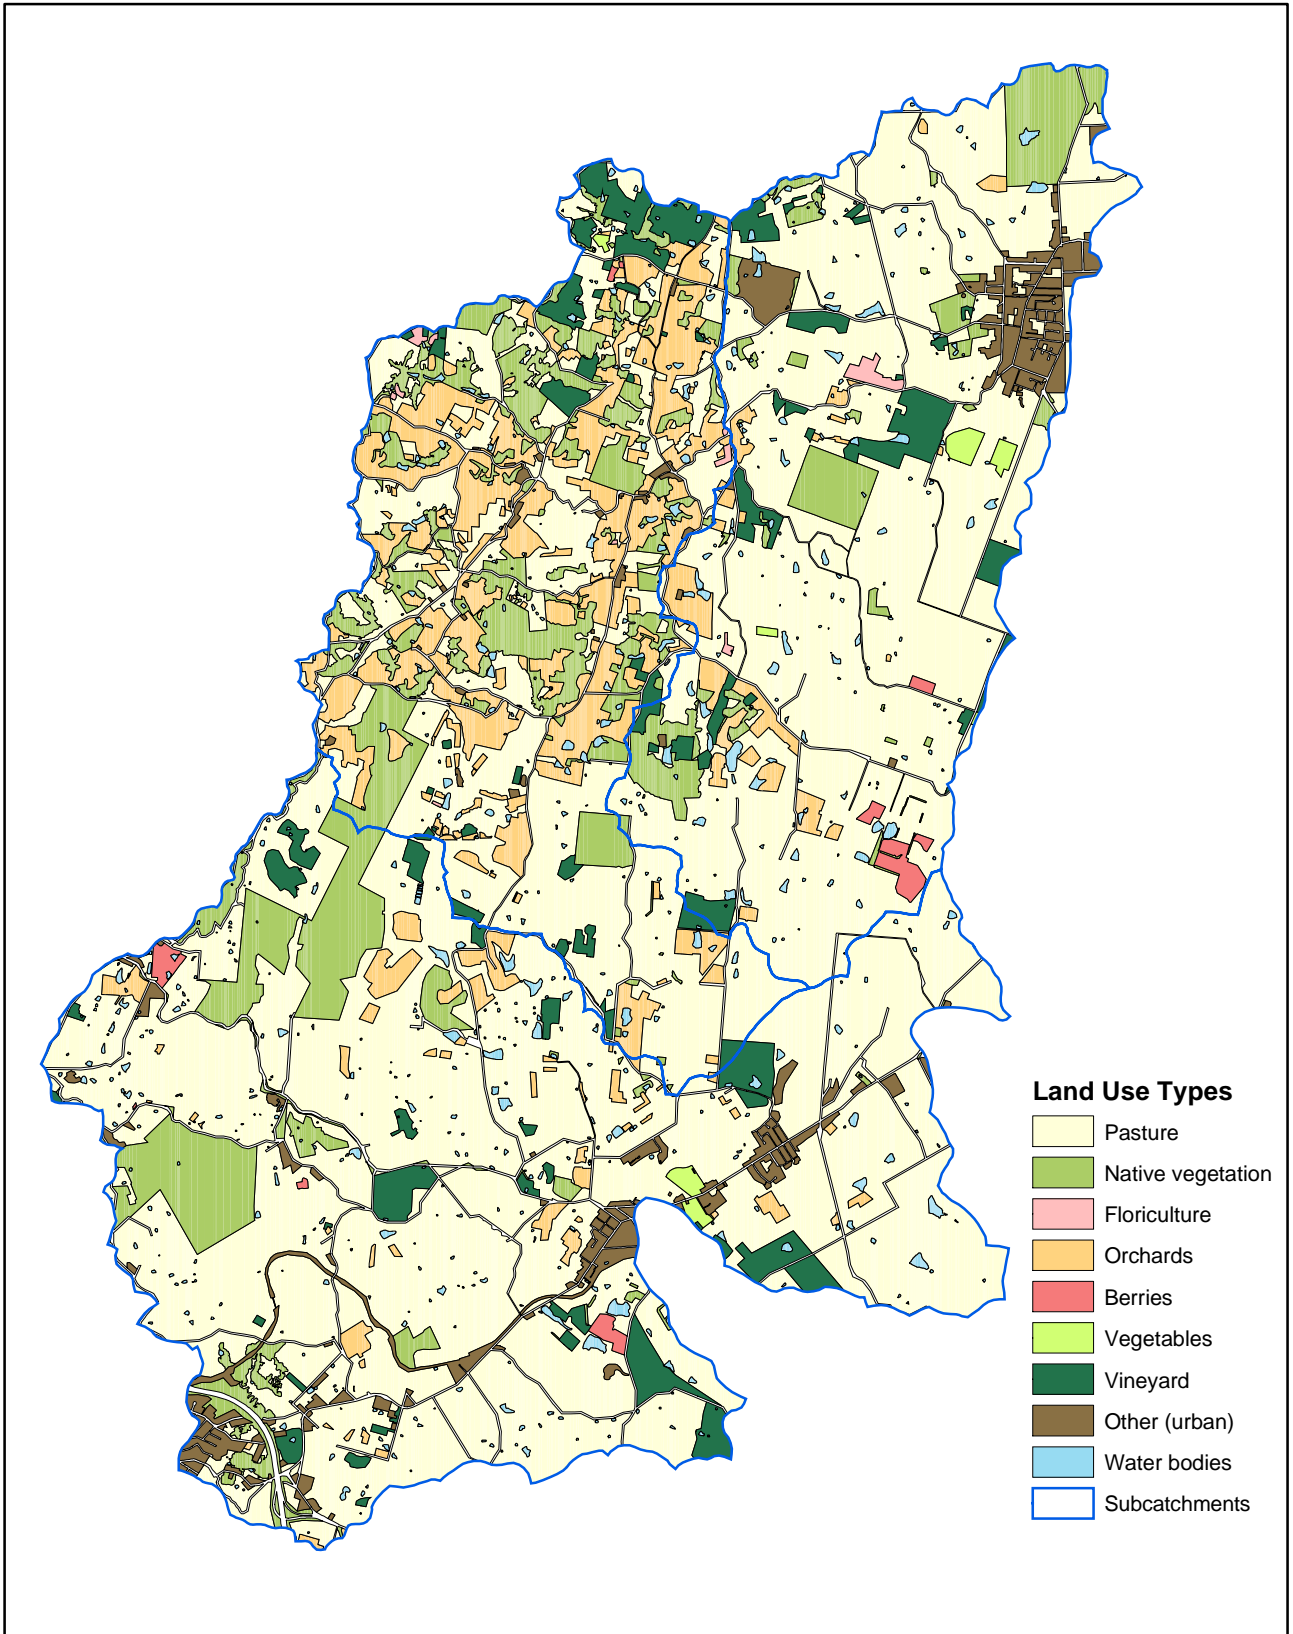 Land Use Types
Pasture
Native vegetation
Floriculture
Orchards
Berries
Vegetables
Vineyard
Other (urban)
Water bodies
Subcatchments